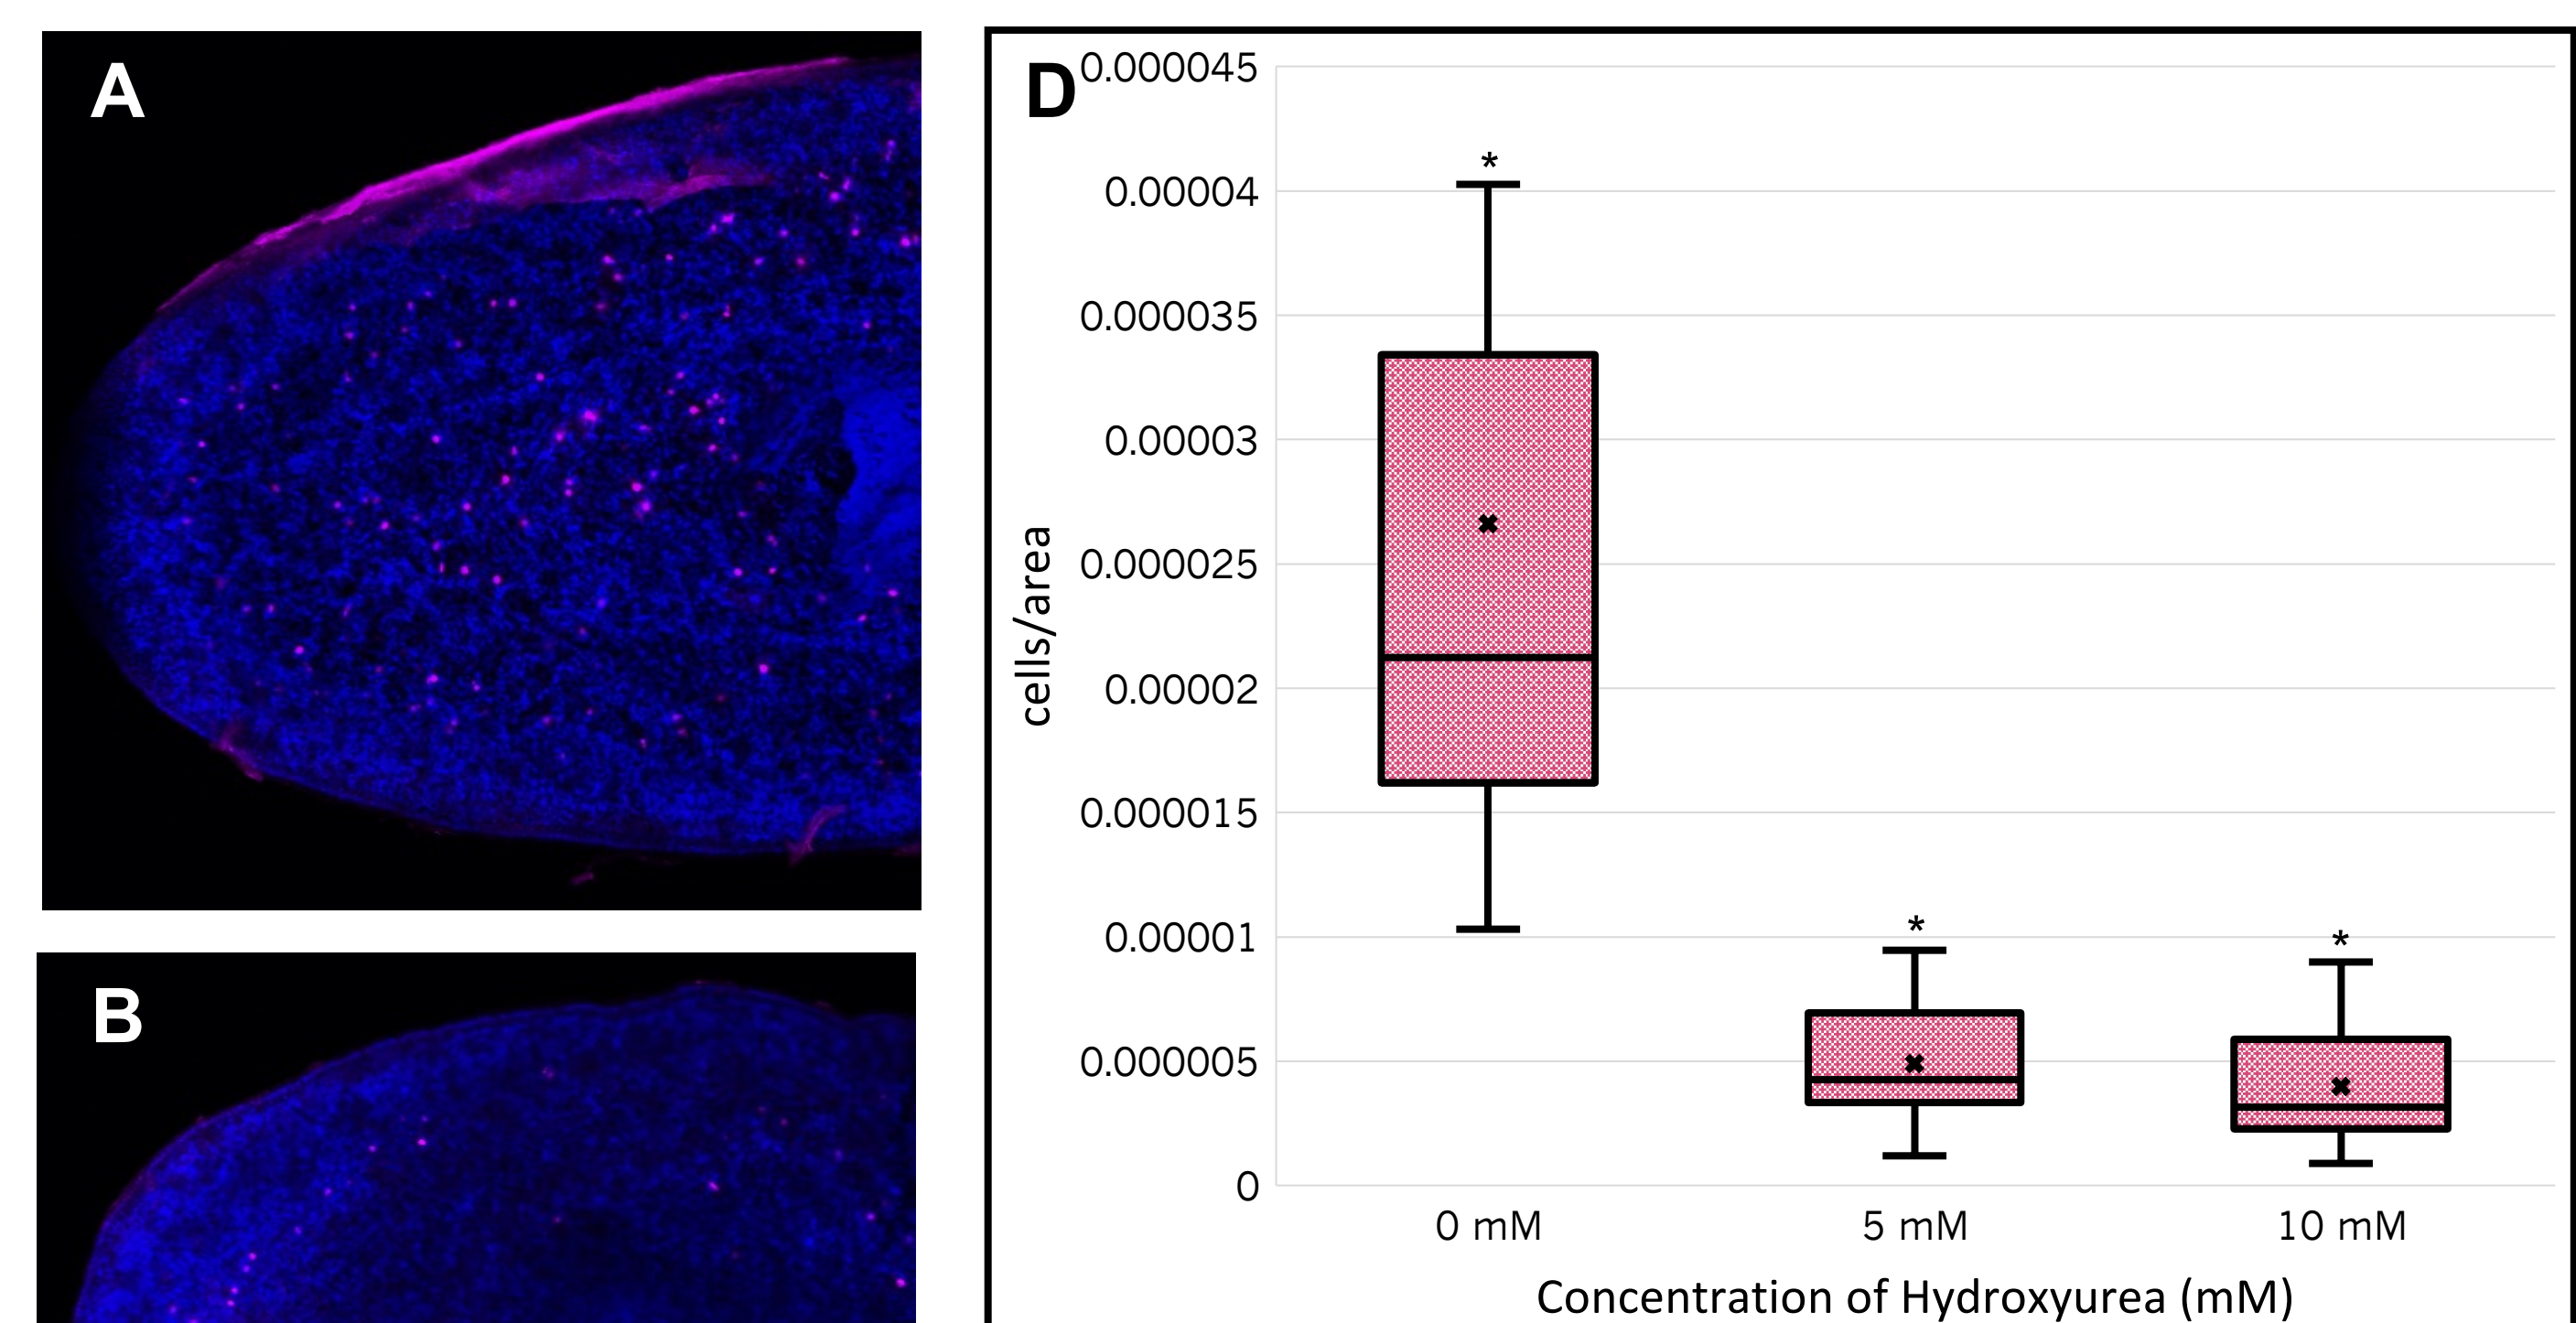 A
B
D
0.000045
0.00004
0.000035
0.00003
0.000025
0.00002
0.000015
0.00001
0.000005
0
cells/area
*
*
*
0 mM
5 mM
10 mM
Concentration of Hydroxyurea (mM)